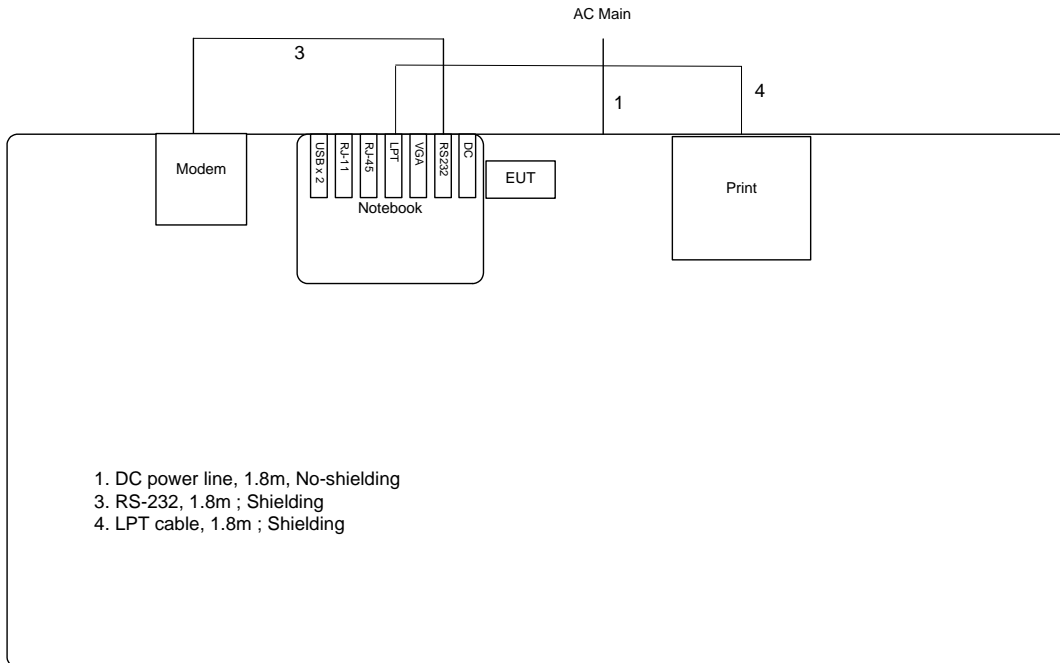 AC Main
3
1
4
Modem
USB x 2
RJ-11
RJ-45
LPT
VGA
RS232
DC
EUT
Print
Notebook
1. DC power line, 1.8m, No-shielding
3. RS-232, 1.8m ; Shielding
4. LPT cable, 1.8m ; Shielding